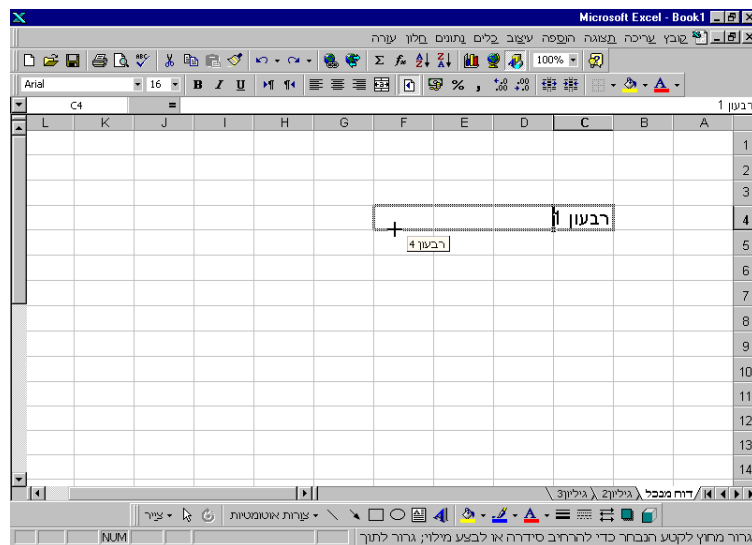 Microsoft Excel - Book1
קובץ עריכה תצוגה הוספה עיצוב כלים נתונים חלון עזרה
100%
Arial 16 B I U % ,
C4 = רבעון 1
A B C D E F G H I J K L
1
2
3
4 רבעון 1
רבעון 4
5
6
7
8
9
10
11
12
13
14
דוח מנכל גיליון2 גיליון3
צייר צורות אוטומטיות
גרור מחוץ לקטע הנבחר כדי להרחיב סידרה או לבצע מילוי; גרור לתוך
NUM